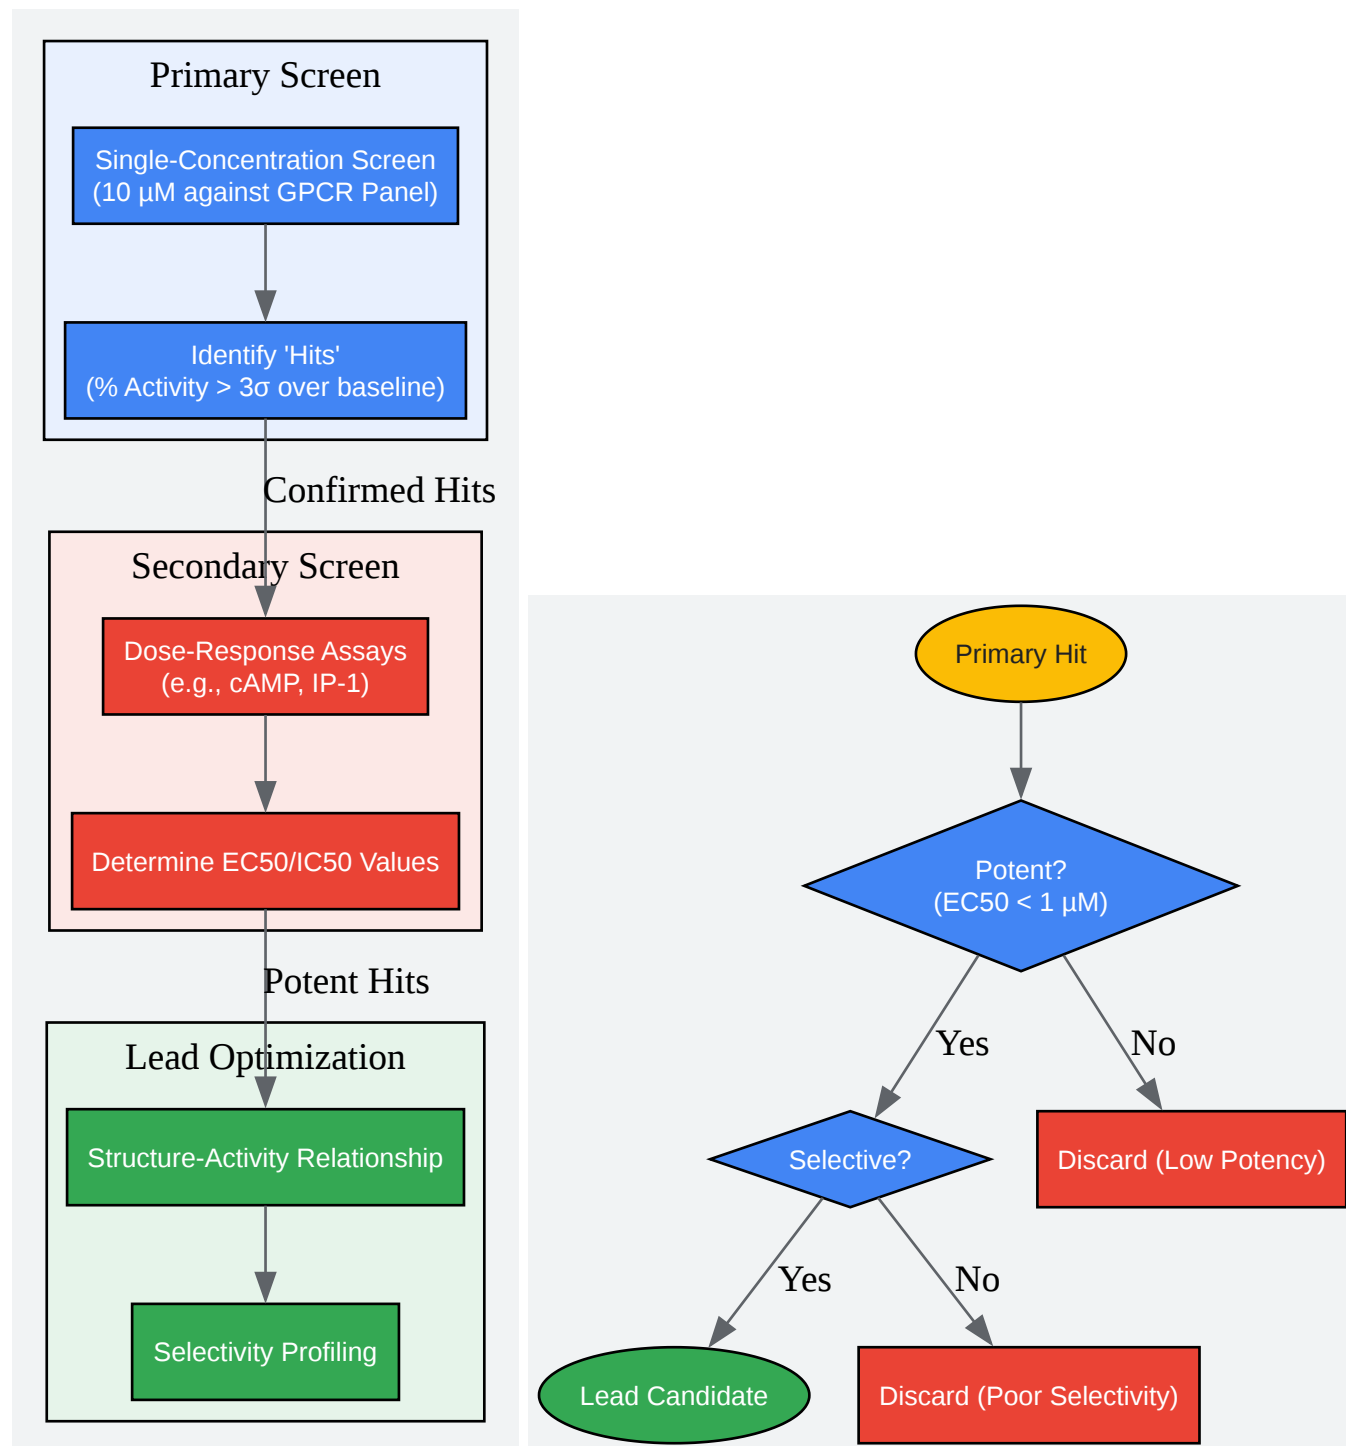 Primary Screen
Single-Concentration Screen
(10 µM against GPCR Panel)
Identify 'Hits'
(% Activity > 3σ over baseline)
Confirmed Hits
Secondary Screen
Dose-Response Assays
(e.g., cAMP, IP-1)
Determine EC50/IC50 Values
Potent Hits
Lead Optimization
Structure-Activity Relationship
Selectivity Profiling
Primary Hit
Potent?
(EC50 < 1 µM)
Yes
No
Selective?
Discard (Low Potency)
Yes
No
Lead Candidate
Discard (Poor Selectivity)